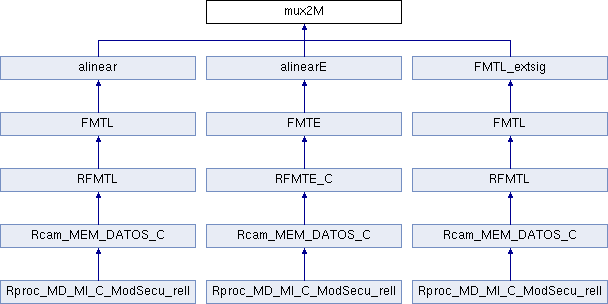 mux2M
alinear alinearE FMTL_extsig
FMTL FMTE FMTL
RFMTL RFMTE_C RFMTL
Rcam_MEM_DATOS_C Rcam_MEM_DATOS_C Rcam_MEM_DATOS_C
Rproc_MD_MI_C_ModSecu_rell Rproc_MD_MI_C_ModSecu_rell Rproc_MD_MI_C_ModSecu_rell